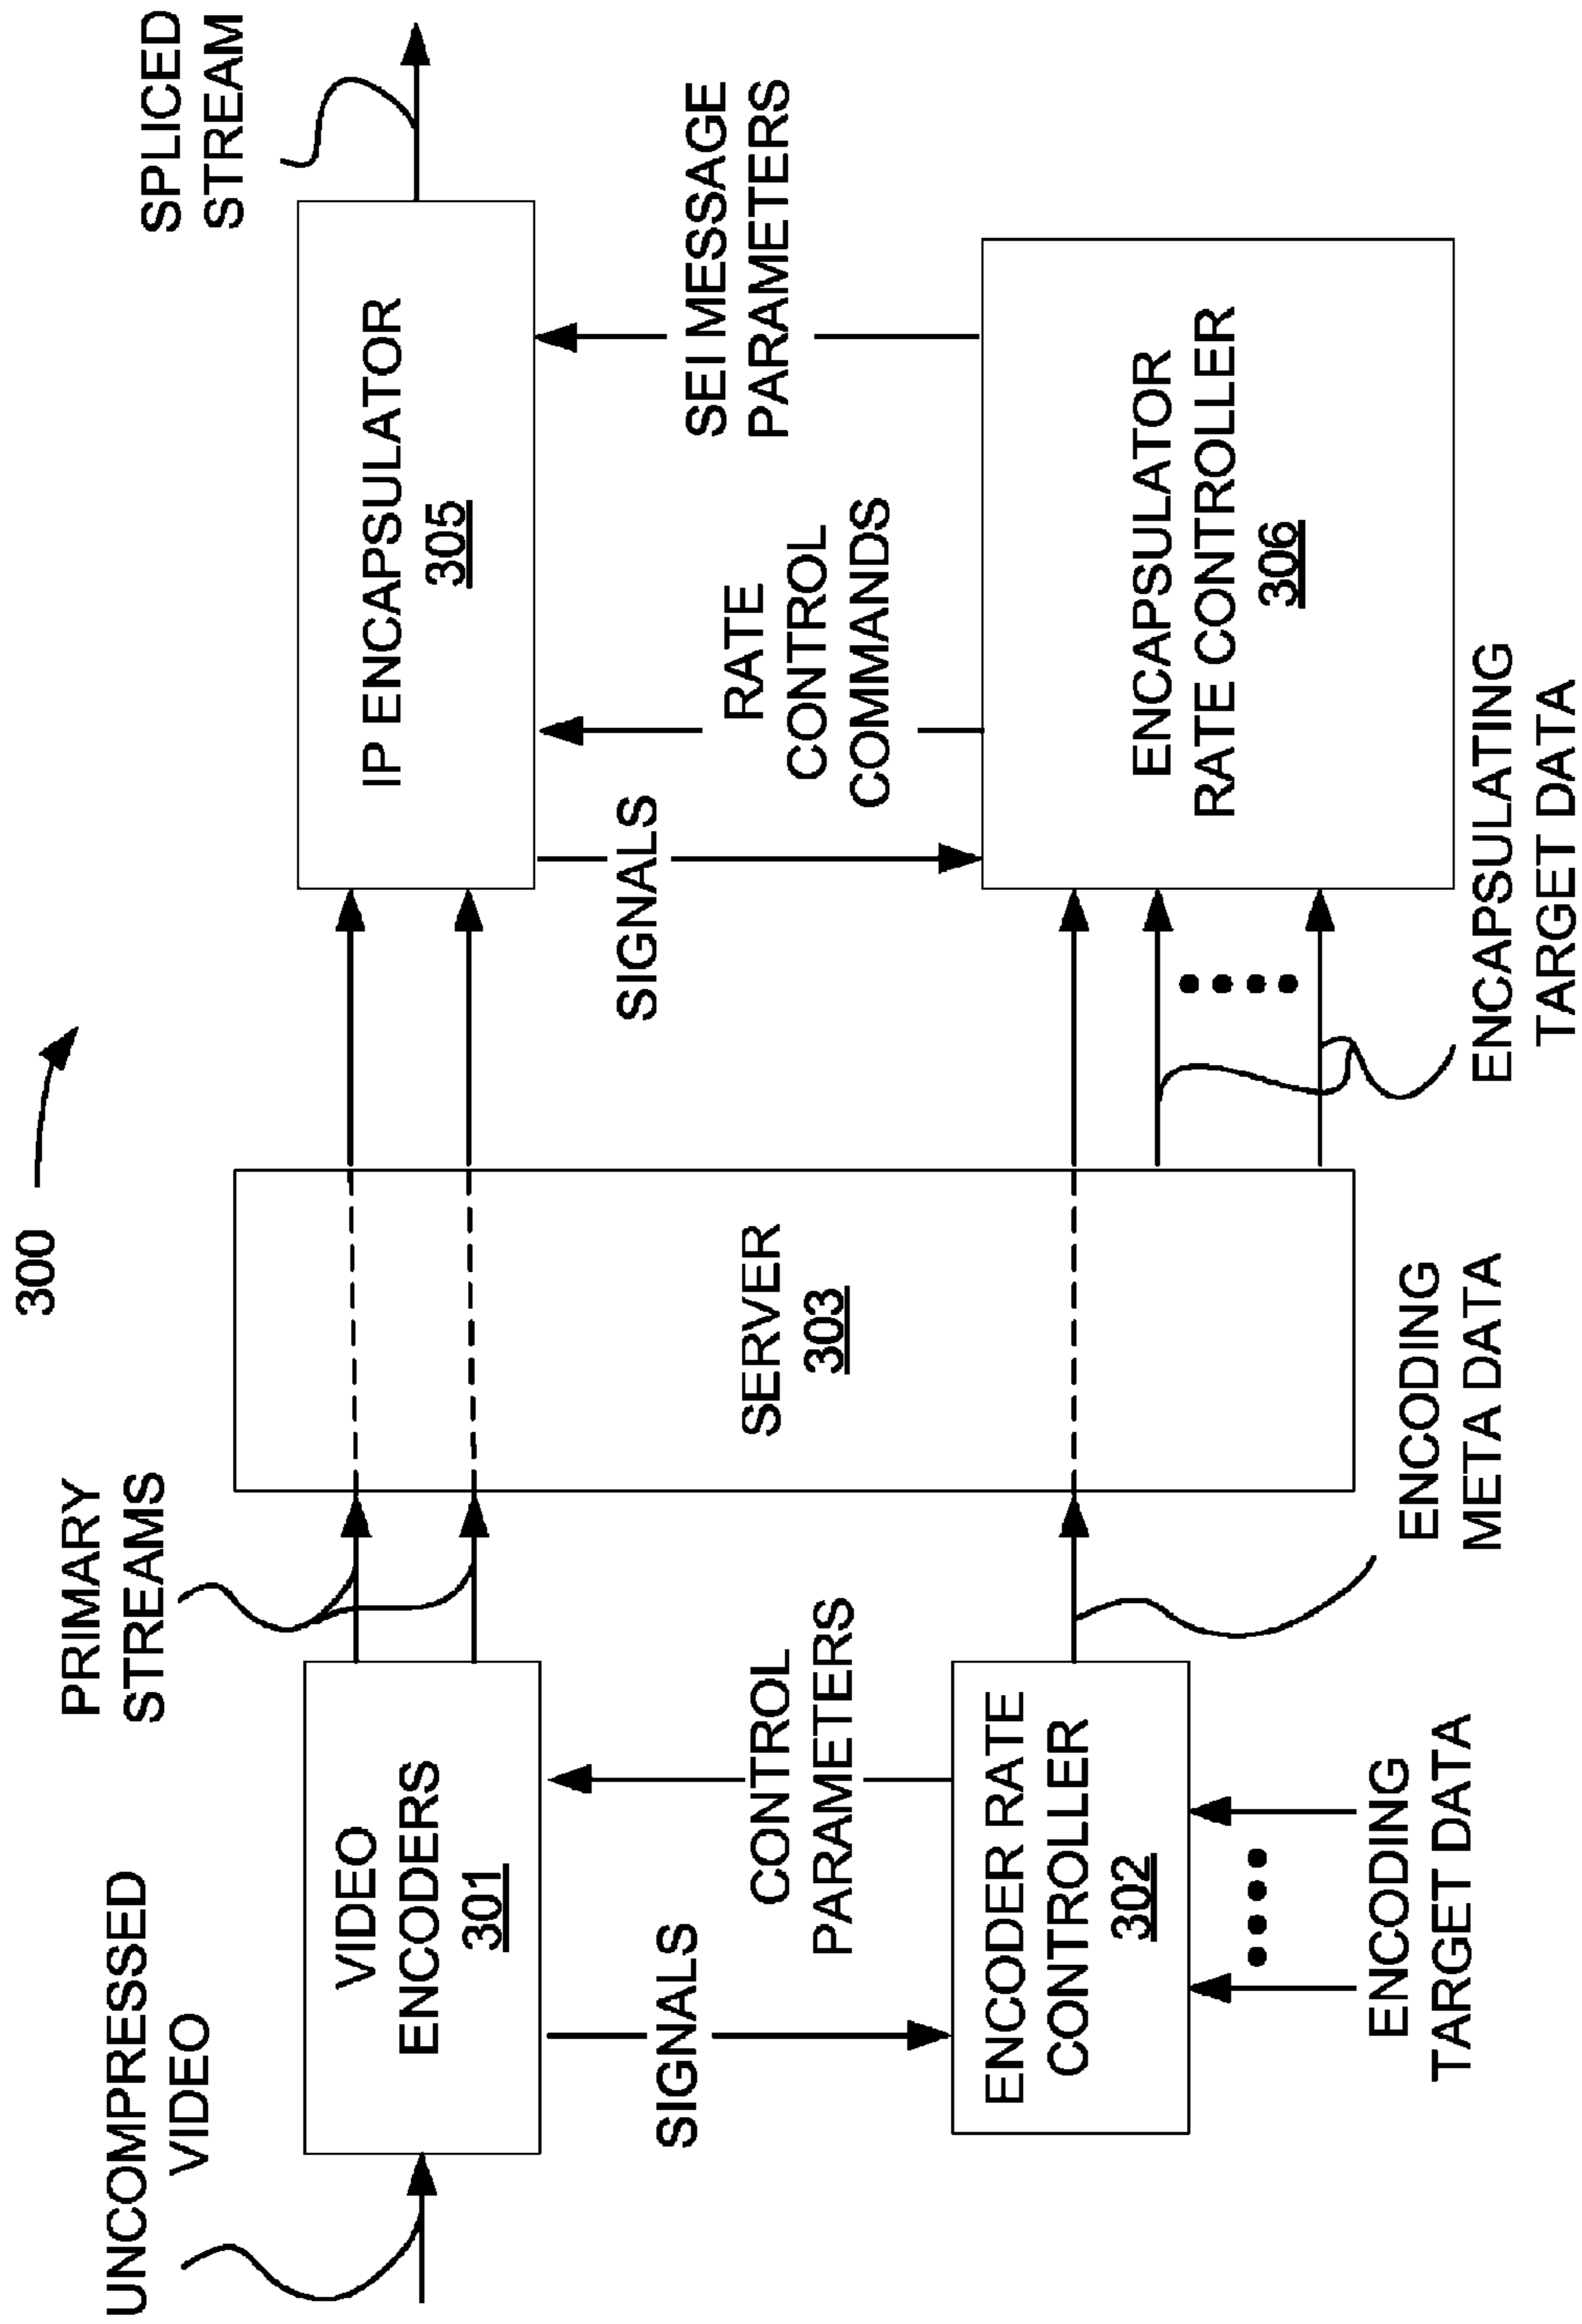 300
UNCOMPRESSED
VIDEO
VIDEO
ENCODERS
301
PRIMARY
STREAMS
SIGNALS
CONTROL
PARAMETERS
ENCODER RATE
CONTROLLER
302
ENCODING
TARGET DATA
ENCODING
META DATA
SERVER
303
IP ENCAPSULATOR
305
SPLICED
STREAM
SIGNALS
RATE
CONTROL
COMMANDS
SEI MESSAGE
PARAMETERS
ENCAPSULATOR
RATE CONTROLLER
306
ENCAPSULATING
TARGET DATA